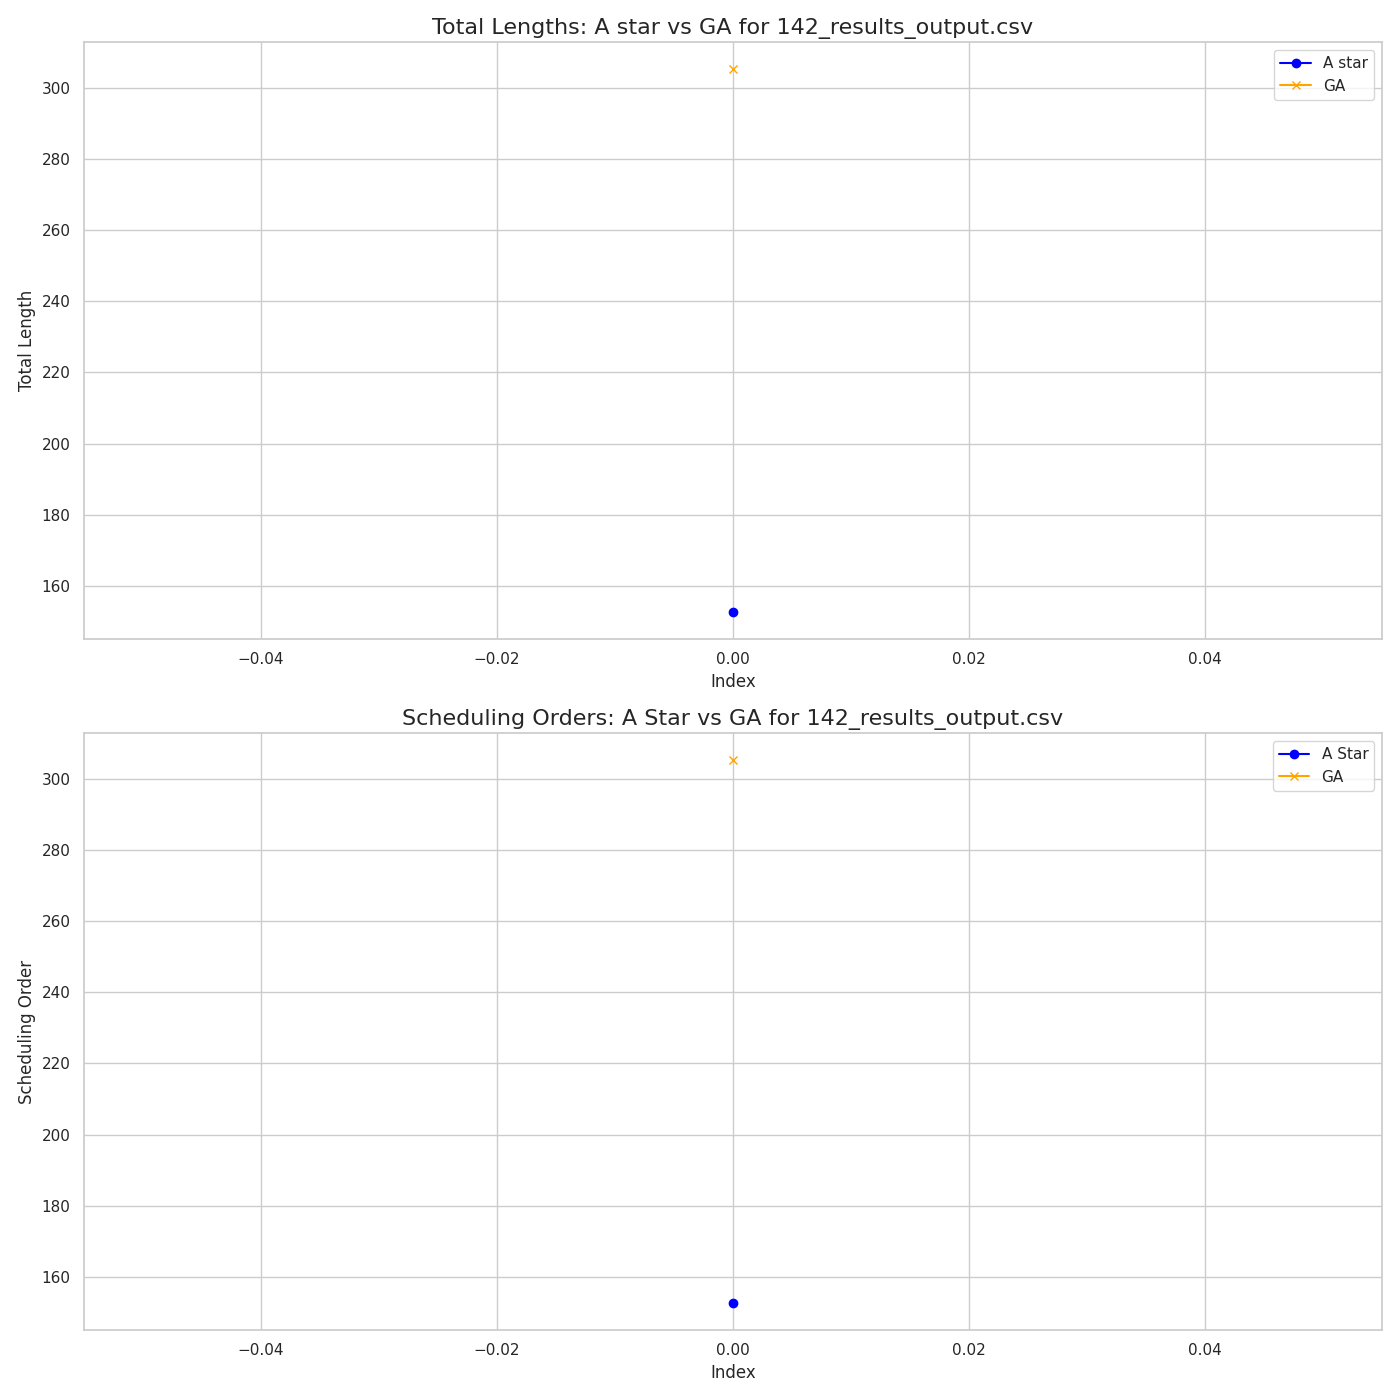 Total Lengths: A star vs GA for 142_results_output.csv
A star
GA
300
280
260
240
220
200
180
160
Total Length
−0.04
−0.02
0.00
0.02
0.04
Index
Scheduling Orders: A Star vs GA for 142_results_output.csv
A Star
GA
300
280
260
240
220
200
180
160
Scheduling Order
−0.04
−0.02
0.00
0.02
0.04
Index